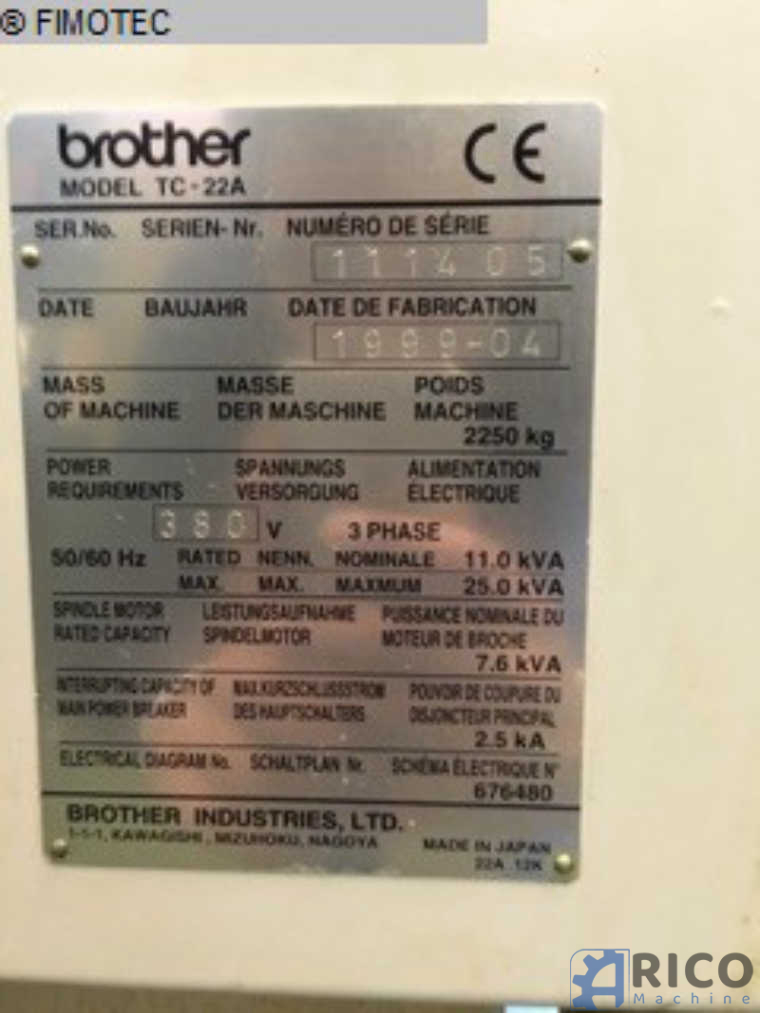 ® FIMOTEC
brother
MODEL TC-22A
CE
SER.No. SERIEN-Nr. NUMÉRO DE SÉRIE
111405
DATE BAUJAHR DATE DE FABRICATION
1999-04
MASS MASSE POIDS
OF MACHINE DER MASCHINE MACHINE
2250 kg
POWER SPANNUNGS ALIMENTATION
REQUIREMENTS VERSORGUNG ÉLECTRIQUE
380 V 3 PHASE
50/60 Hz RATED NENN. NOMINALE 11.0 kVA
MAX. MAX. MAXMUM 25.0 kVA
SPINDLE MOTOR LEISTUNGSAUFNAHME PUISSANCE NOMINALE DU
RATED CAPACITY SPINDELMOTOR MOTEUR DE BROCHE
7.6 kVA
INTERRUPTING CAPACITY OF MAX.KURZSCHLUSSSTROM POUVOIR DE COUPURE DU
MAIN POWER BREAKER DES HAUPTSCHALTERS DISJONCTEUR PRINCIPAL
2.5 kA
ELECTRICAL DIAGRAM No. SCHALTPLAN Nr. SCHÉMA ÉLECTRIQUE N°
676480
BROTHER INDUSTRIES, LTD.
1-1-1, KAWAGISHI, MIZUHOKU, NAGOYA MADE IN JAPAN
22A 12K
ARICO
Machine